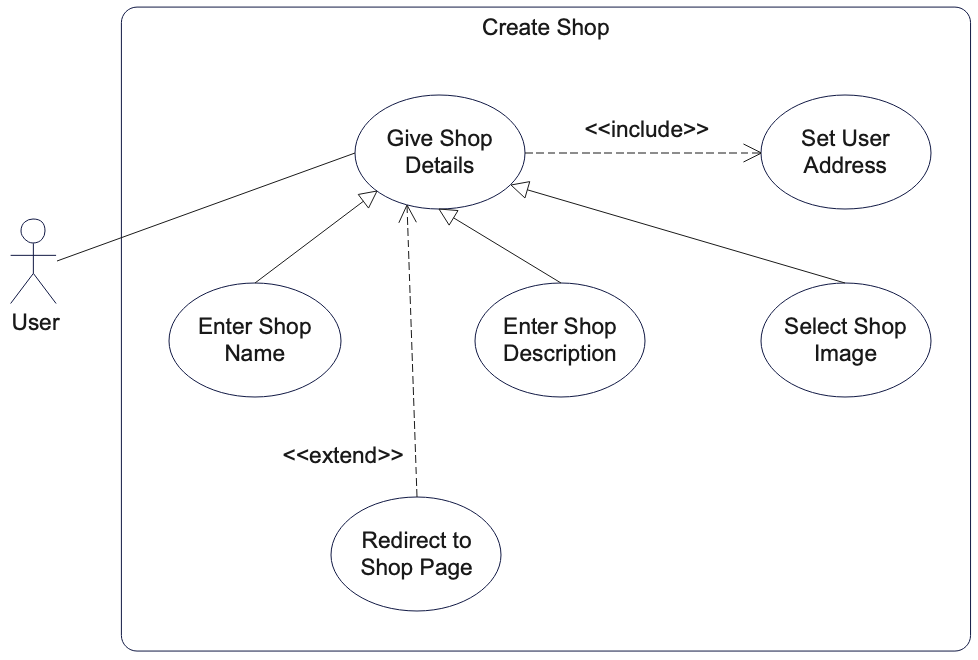 Create Shop
Give Shop
Details
<<include>>
Set User
Address
User
Enter Shop
Name
Enter Shop
Description
Select Shop
Image
<<extend>>
Redirect to
Shop Page